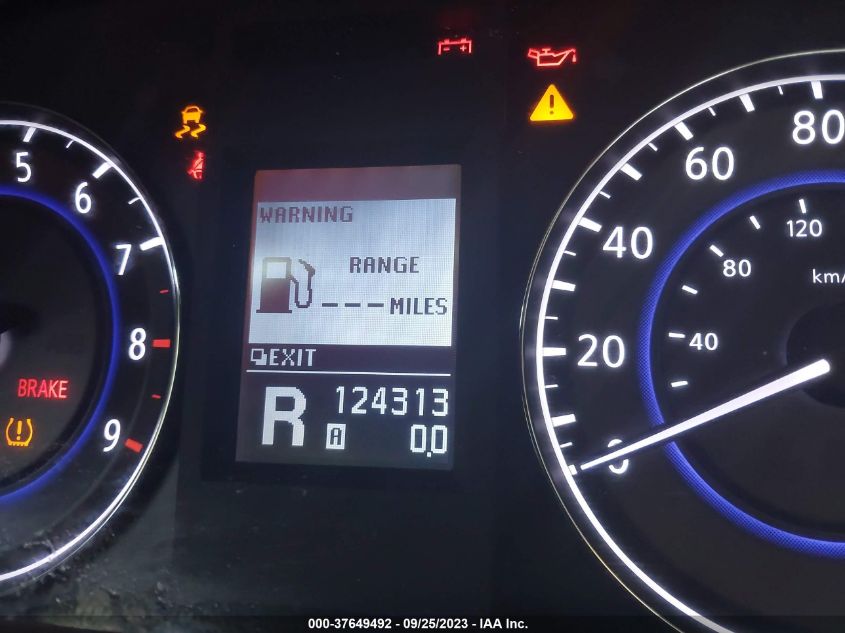 5
6
7
8
9
BRAKE
WARNING
RANGE
---MILES
EXIT
R
124313
A 0.0
0
20
40
60
80
40
80
120
km/
000-37649492 - 09/25/2023 - IAA Inc.